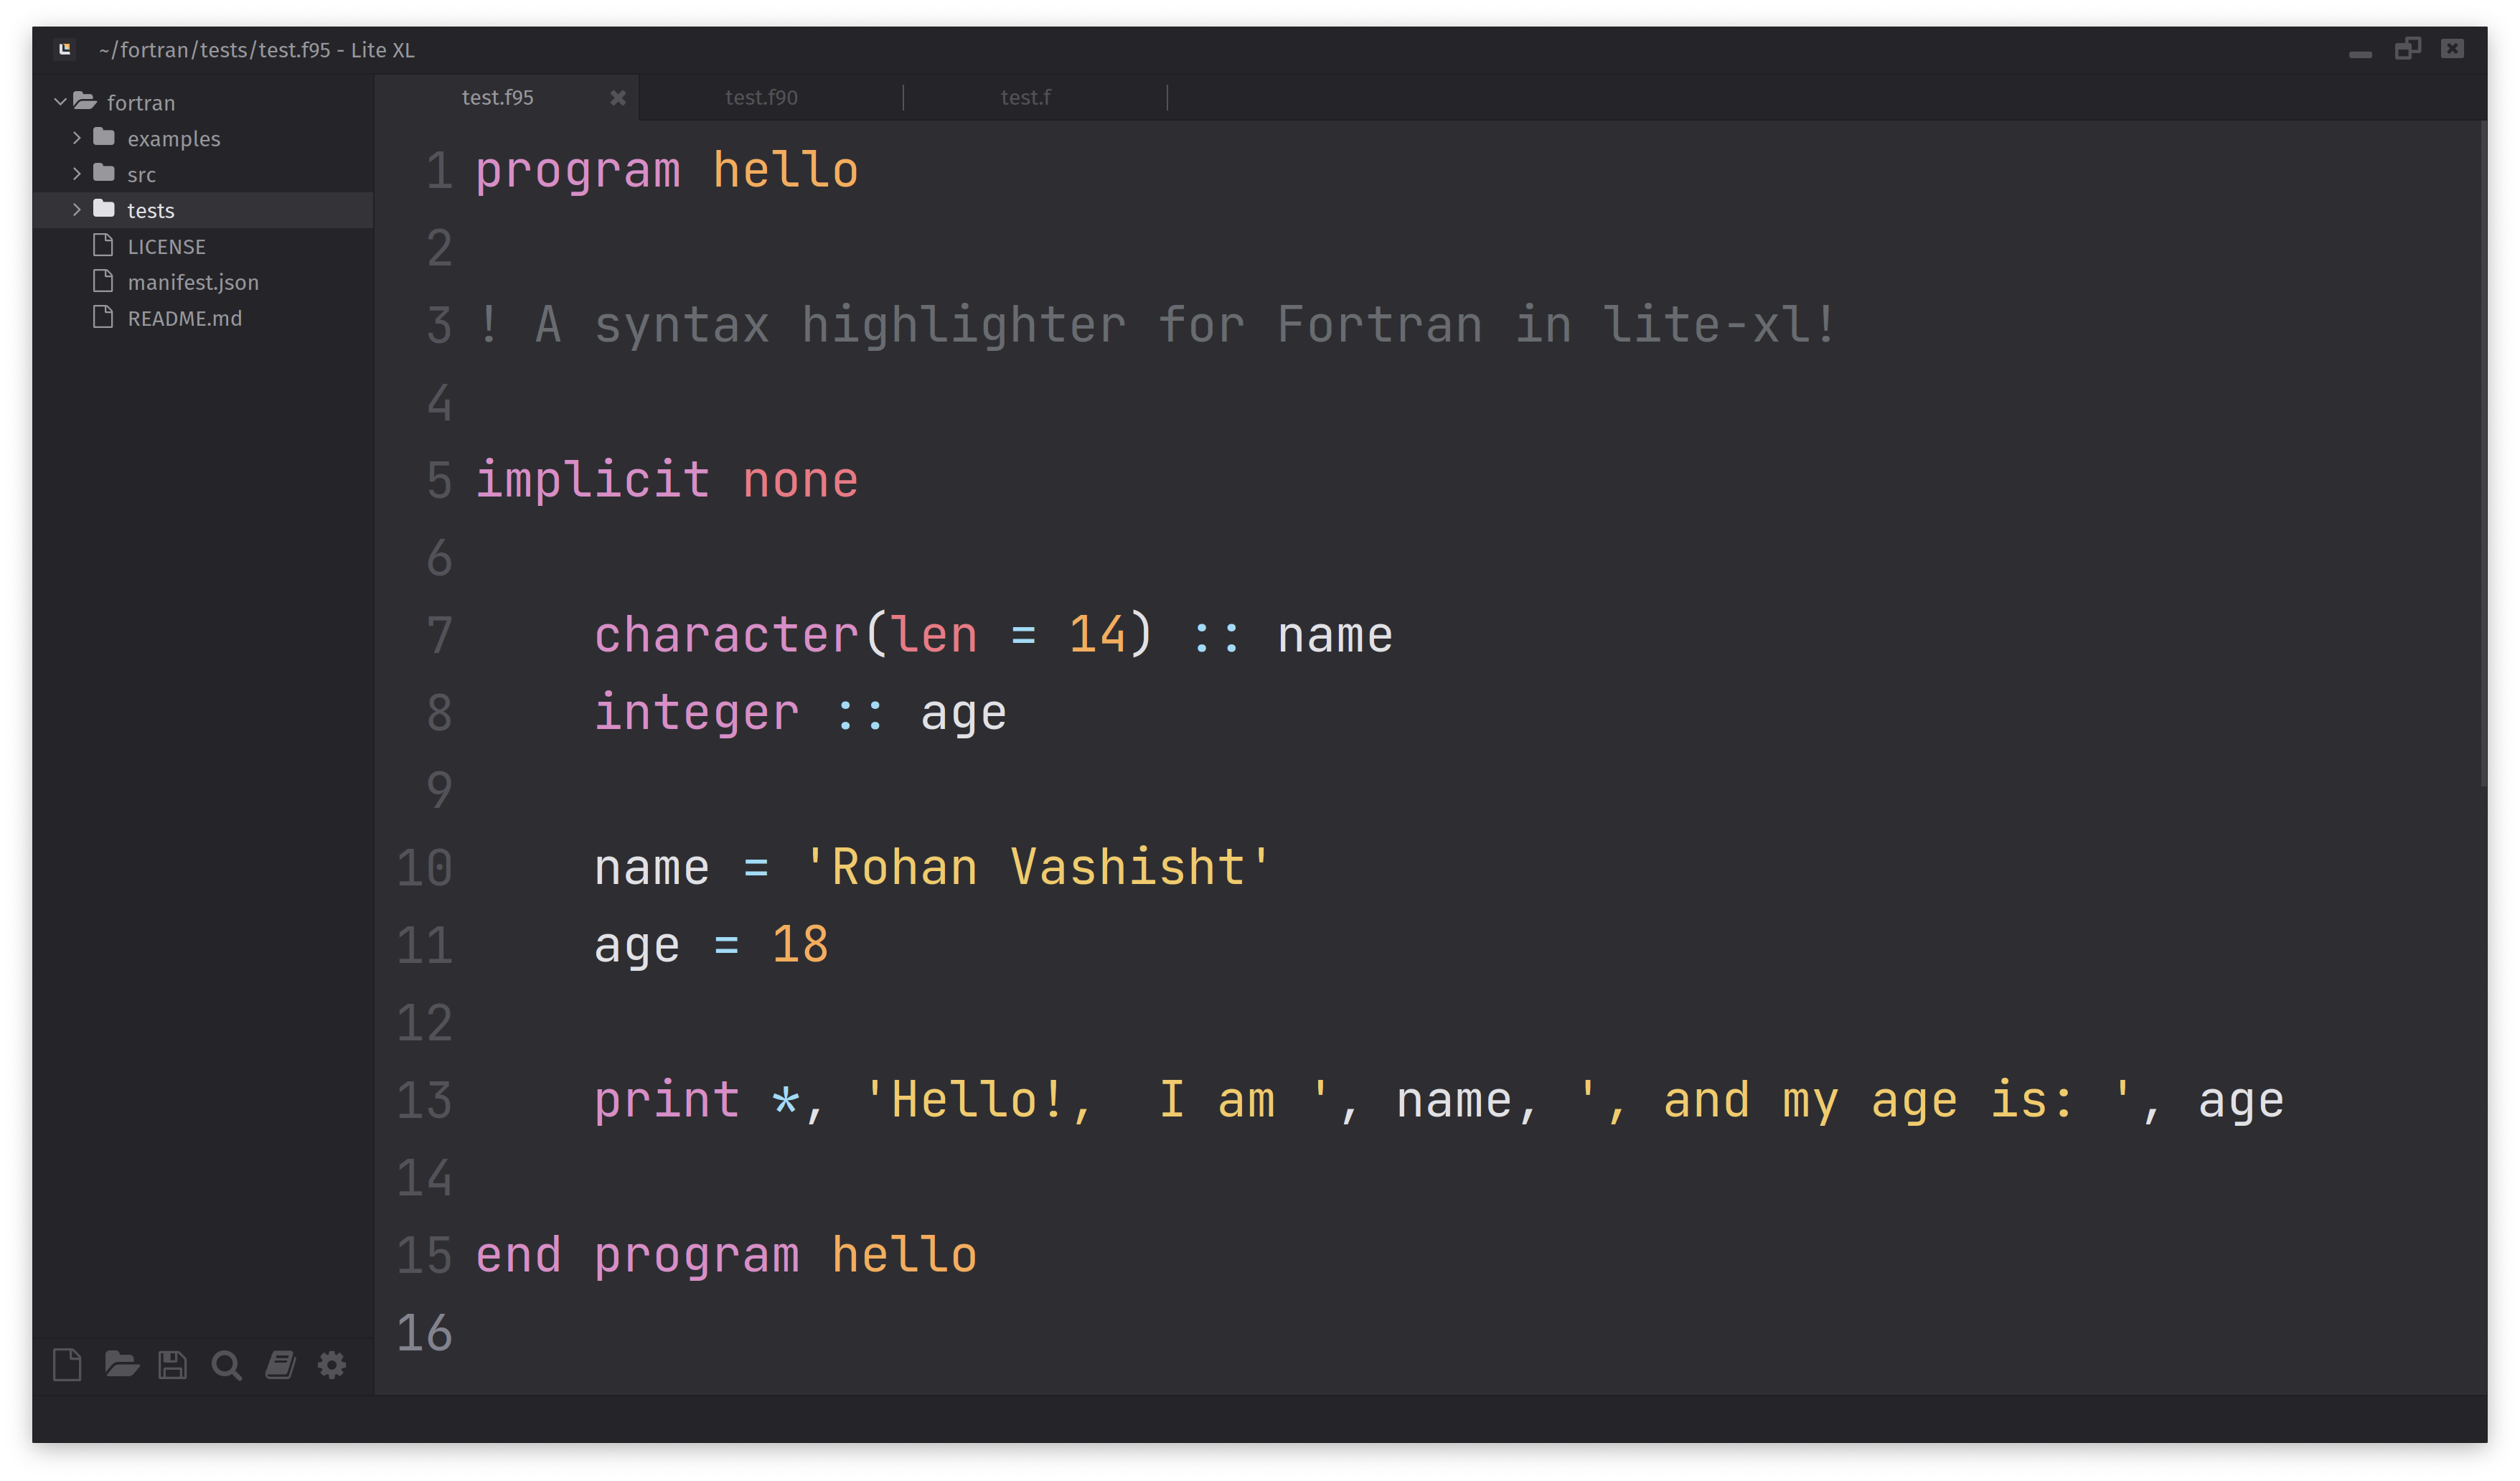 ~/fortran/tests/test.f95 - Lite XL
fortran
examples
src
tests
LICENSE
manifest.json
README.md
test.f95 test.f90 test.f
1 program hello
2
3 ! A syntax highlighter for Fortran in lite-xl!
4
5 implicit none
6
7     character(len = 14) :: name
8     integer :: age
9
10     name = 'Rohan Vashisht'
11     age = 18
12
13     print *, 'Hello!,  I am ', name, ', and my age is: ', age
14
15 end program hello
16